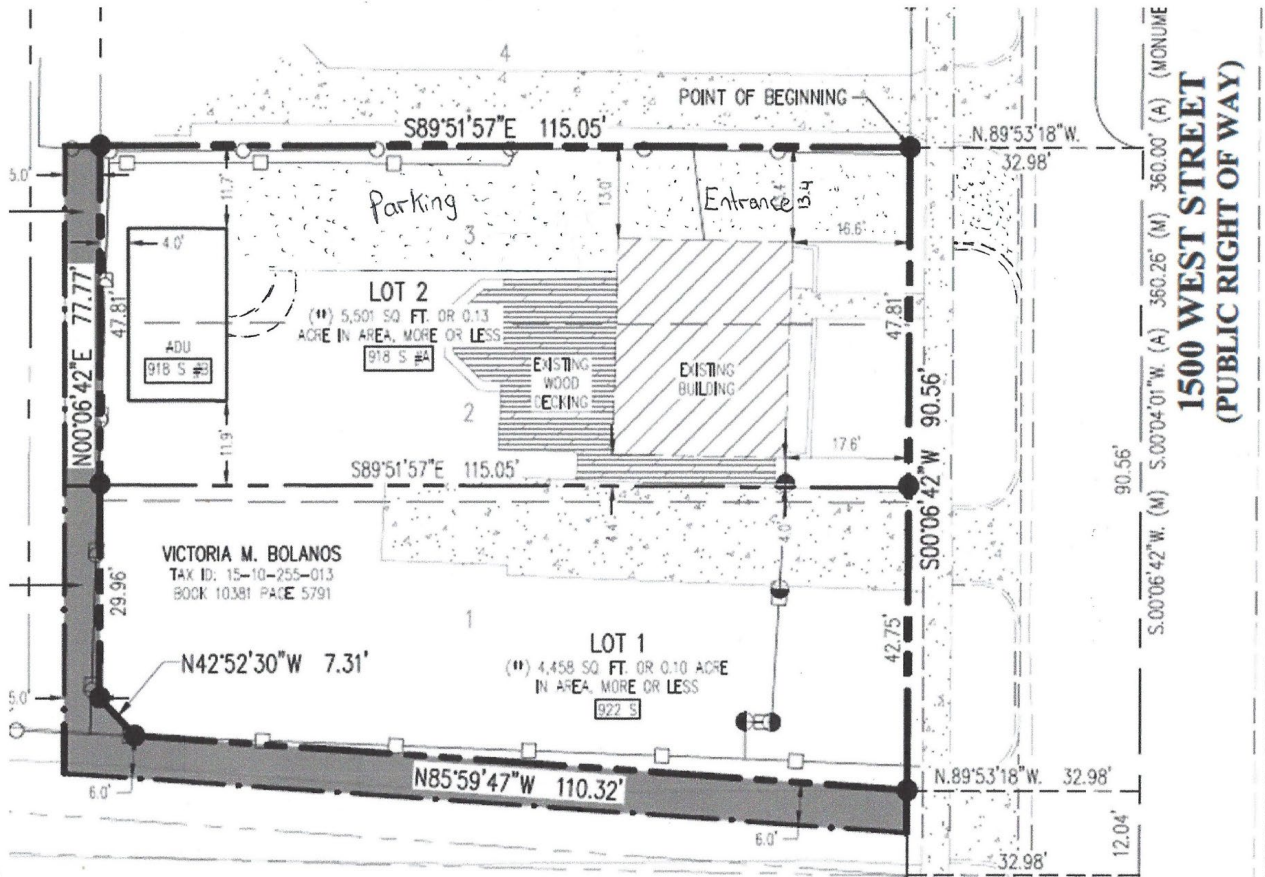 4
POINT OF BEGINNING
S89°51'57"E 115.05'
N.89°53'18"W.
32.98'
5.0'
11.7'
Parking
13.0'
Entrance
13.4
16.6'
3
4.0'
N00°06'42"E 77.77'
47.81'
LOT 2
5,501 SQ FT. OR 0.13
ACRE IN AREA, MORE OR LESS
918 S #A
ADU
918 S #B
EXISTING
WOOD
DECKING
EXISTING
BUILDING
47.81'
2
11.9'
17.6'
S89°51'57"E 115.05'
4.4'
4.0'
S00°06'42"W 90.56'
VICTORIA M. BOLANOS
TAX ID: 15-10-255-013
BOOK 10381 PAGE 5791
29.96'
1
N42°52'30"W 7.31'
LOT 1
4,458 SQ FT. OR 0.10 ACRE
IN AREA, MORE OR LESS
922 S
42.75'
5.0'
N85°59'47"W 110.32'
6.0'
6.0'
N.89°53'18"W. 32.98'
32.98'
12.04'
90.56'
S.00°06'42"W. (M) S.00°04'01"W. (A) 360.26' (M) 360.00' (A) (MONUME
1500 WEST STREET
(PUBLIC RIGHT OF WAY)